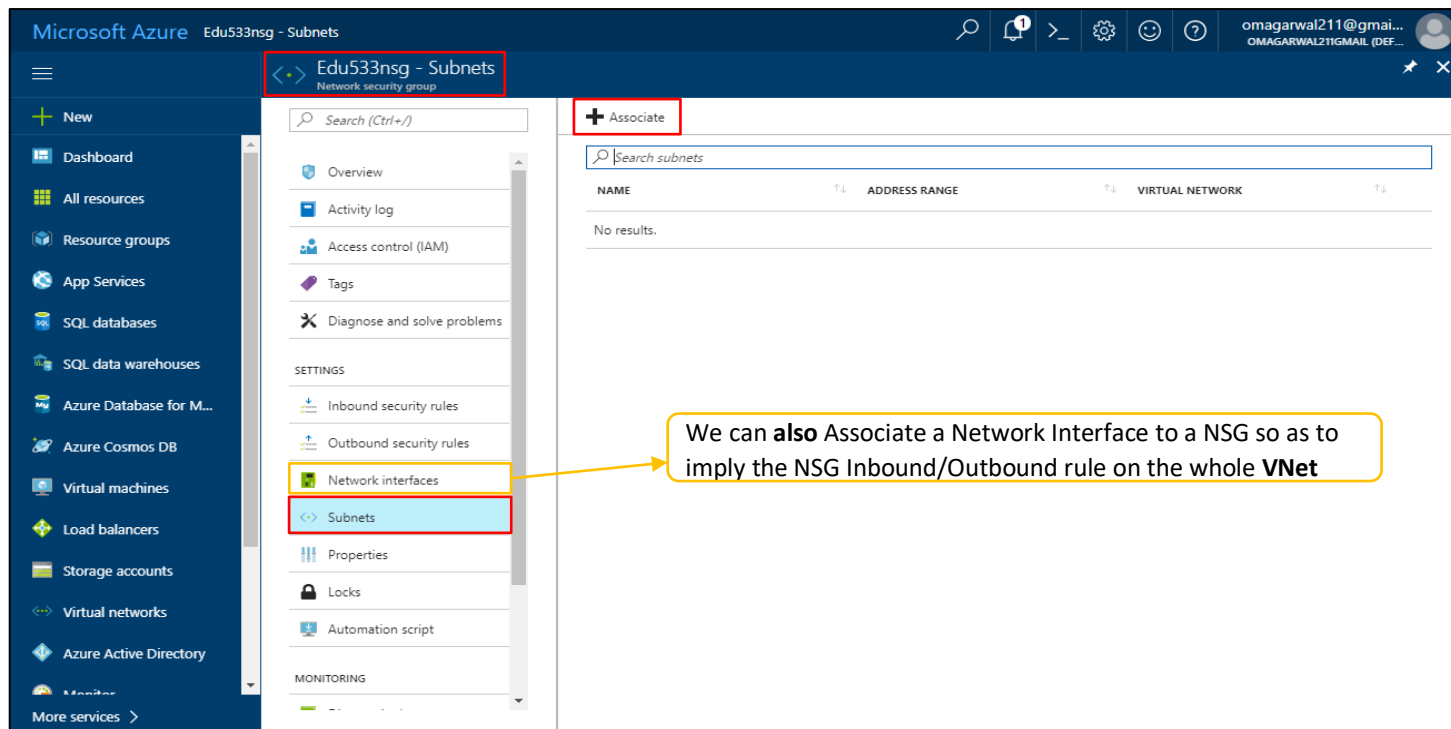 Microsoft Azure Edu533nsg - Subnets
1
omagarwal211@gmai...
OMAGARWAL211GMAIL (DEF...
Edu533nsg - Subnets
Network security group
New
Dashboard
All resources
Resource groups
App Services
SQL databases
SQL data warehouses
Azure Database for M...
Azure Cosmos DB
Virtual machines
Load balancers
Storage accounts
Virtual networks
Azure Active Directory
Monitor
More services >
Search (Ctrl+/)
Overview
Activity log
Access control (IAM)
Tags
Diagnose and solve problems
SETTINGS
Inbound security rules
Outbound security rules
Network interfaces
Subnets
Properties
Locks
Automation script
MONITORING
Associate
Search subnets
NAME ADDRESS RANGE VIRTUAL NETWORK
No results.
We can also Associate a Network Interface to a NSG so as to
imply the NSG Inbound/Outbound rule on the whole VNet